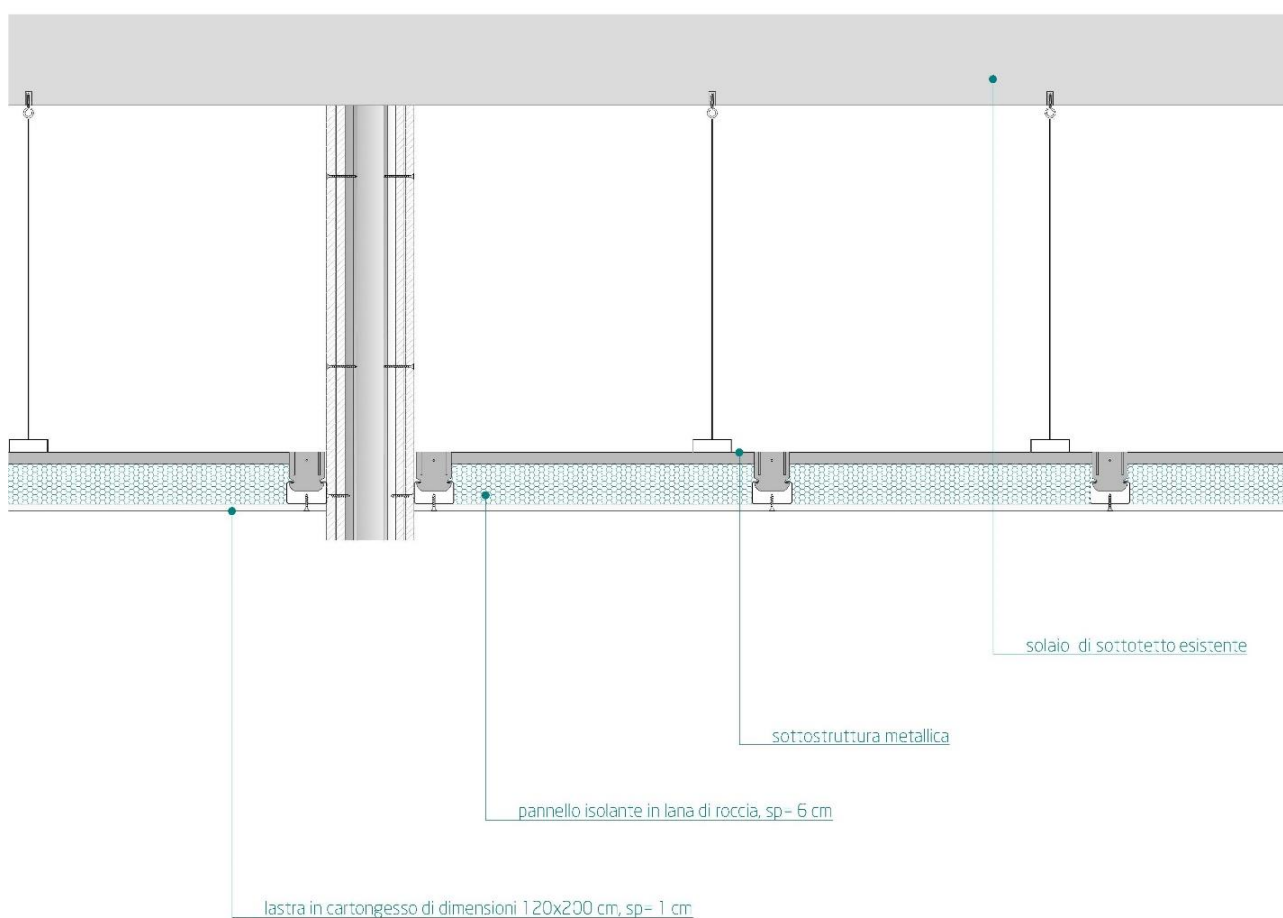 solaio di sottotetto esistente
sottostruttura metallica
pannello isolante in lana di roccia, sp= 6 cm
lastra in cartongesso di dimensioni 120x200 cm, sp= 1 cm